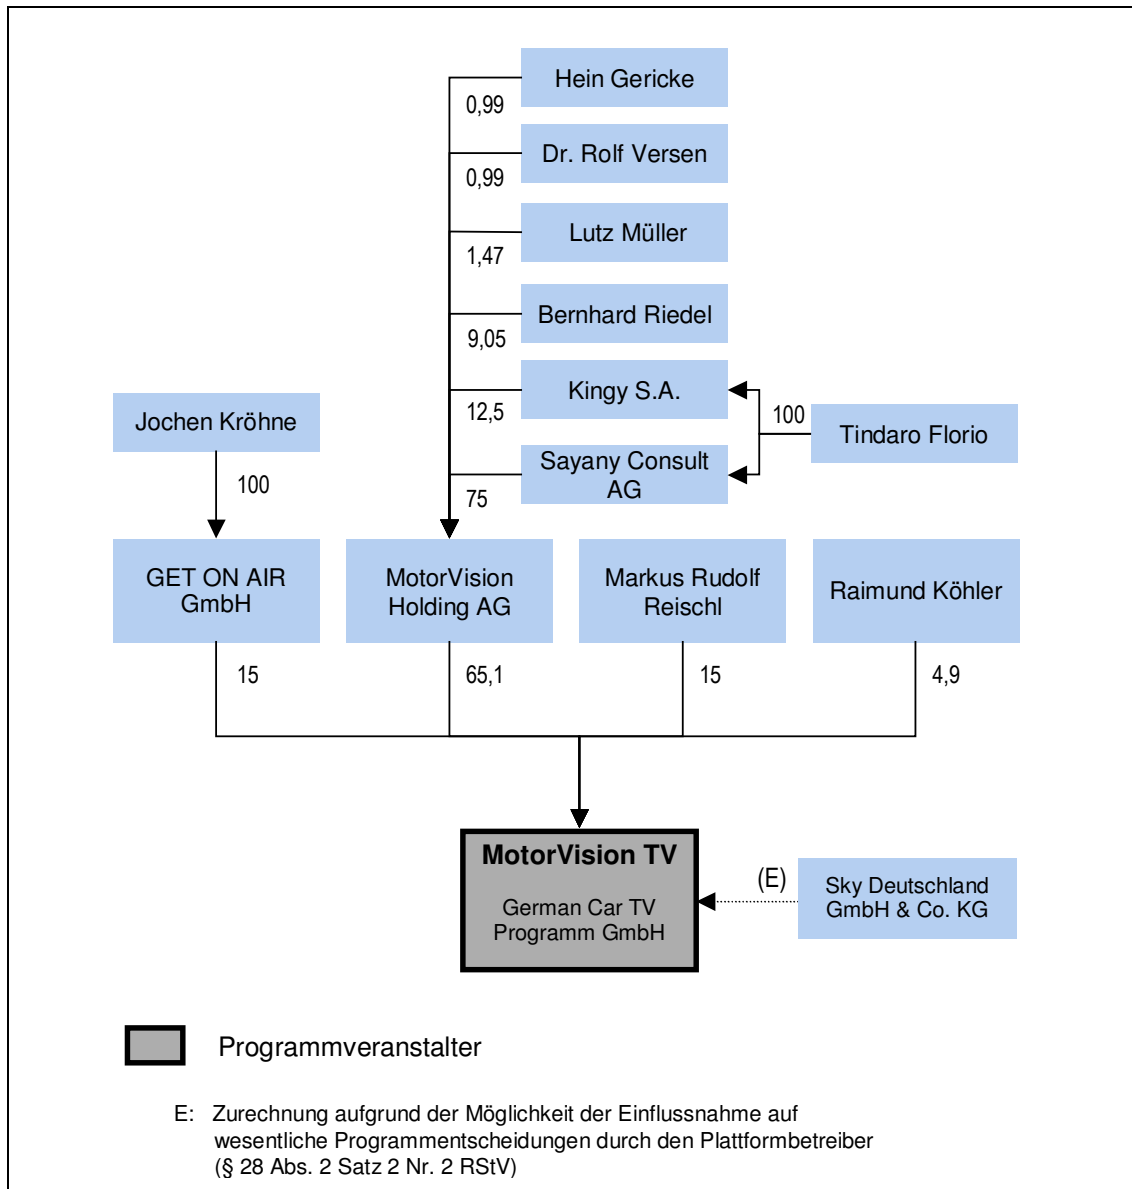 Hein Gericke
0,99
Dr. Rolf Versen
0,99
Lutz Müller
1,47
Bernhard Riedel
9,05
Kingy S.A.
12,5
100
Tindaro Florio
Jochen Kröhne
Sayany Consult
AG
100
75
GET ON AIR
GmbH
MotorVision
Holding AG
Markus Rudolf
Reischl
Raimund Köhler
15
65,1
15
4,9
MotorVision TV
German Car TV
Programm GmbH
(E)
Sky Deutschland
GmbH & Co. KG
Programmveranstalter
E: Zurechnung aufgrund der Möglichkeit der Einflussnahme auf
wesentliche Programmentscheidungen durch den Plattformbetreiber
(§ 28 Abs. 2 Satz 2 Nr. 2 RStV)